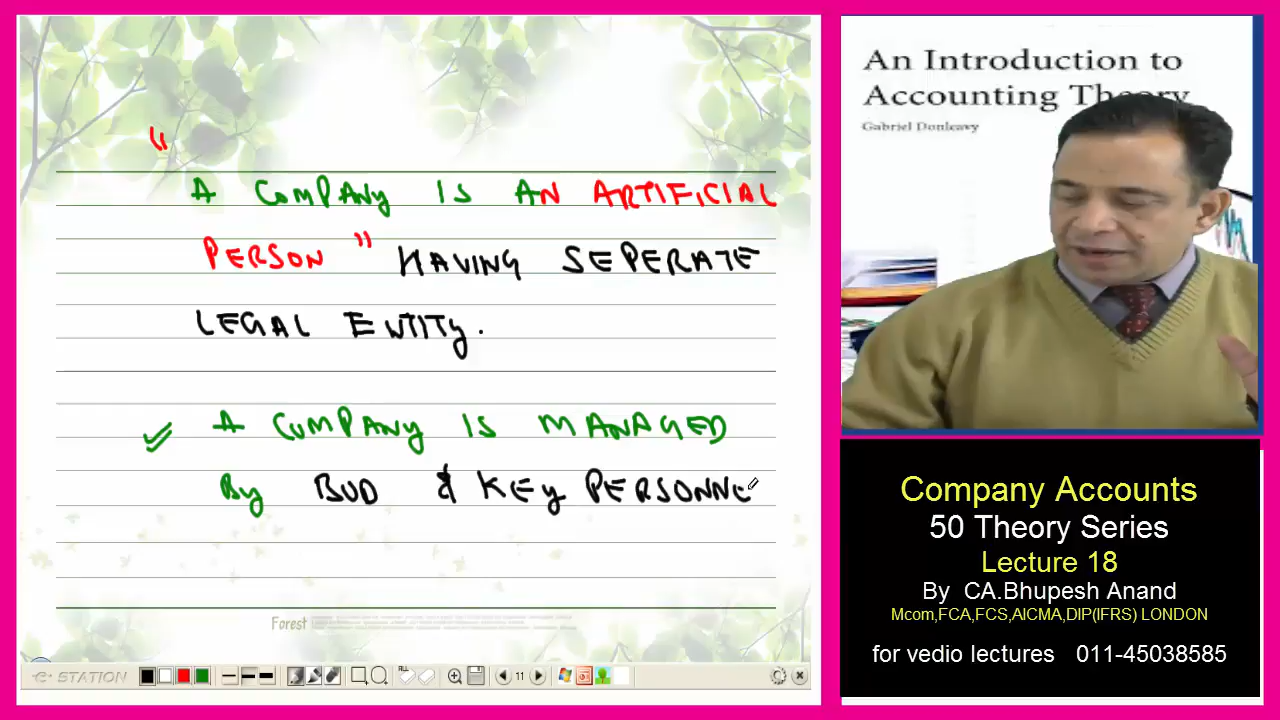 "
A COMPANY IS AN ARTIFICIAL
PERSON" HAVING SEPERATE
LEGAL ENTITY.
A COMPANY IS MANAGED
By BOD & KEY PERSONNE
Forest
e-STATION
11
An Introduction to
Accounting Theory
Gabriel Donleavy
Company Accounts
50 Theory Series
Lecture 18
By CA.Bhupesh Anand
Mcom,FCA,FCS,AICMA,DIP(IFRS) LONDON
for vedio lectures 011-45038585